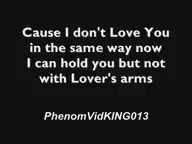 Cause I don't Love You
in the same way now
I can hold you but not
with Lover's arms
PhenomVidKING013